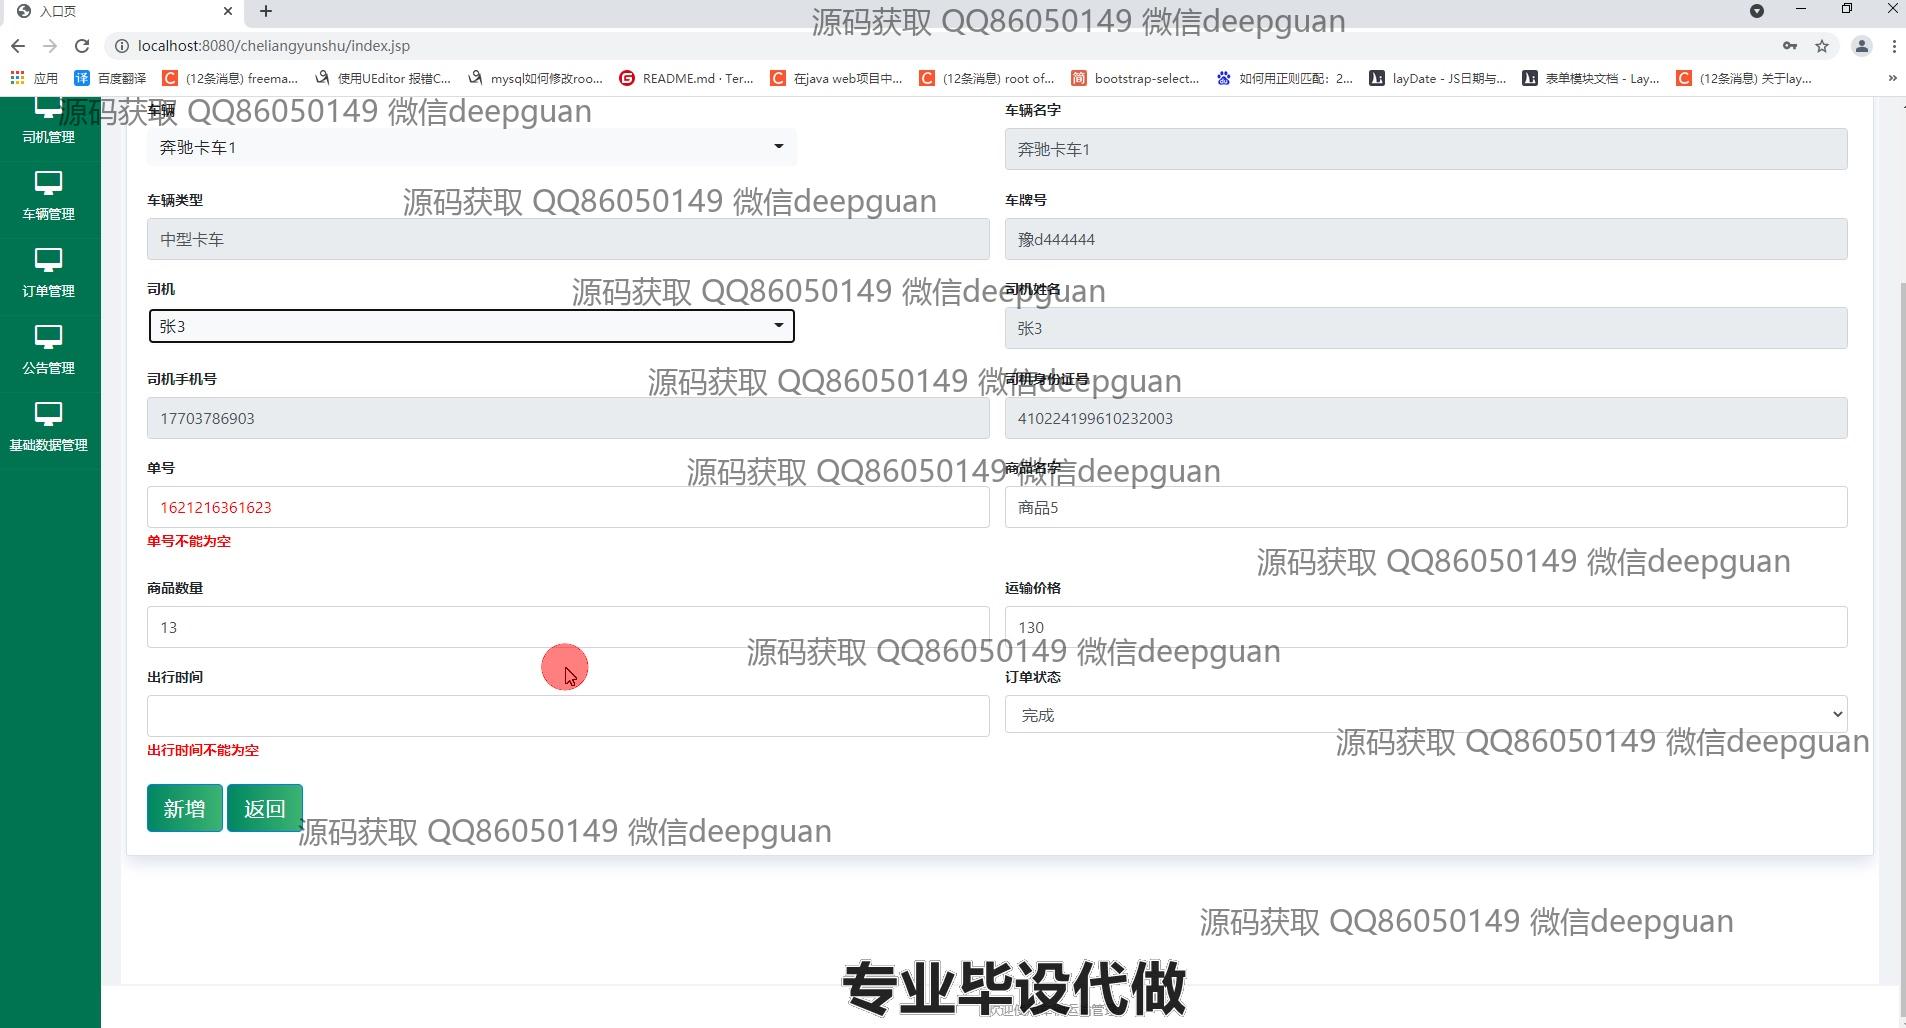 入口页
源码获取 QQ86050149 微信deepguan
localhost:8080/cheliangyunshu/index.jsp
应用 百度翻译 (12条消息) freema... 使用UEditor 报错C... mysql如何修改roo... README.md · Ter... 在java web项目中... (12条消息) root of... bootstrap-select... 如何用正则匹配：2... layDate - JS日期与... 表单模块文档 - Lay... (12条消息) 关于lay...
源码获取 QQ86050149 微信deepguan
司机管理
车辆管理
订单管理
公告管理
基础数据管理
车辆 车辆名字
奔驰卡车1 奔驰卡车1
车辆类型 源码获取 QQ86050149 微信deepguan 车牌号
中型卡车 豫d444444
司机 源码获取 QQ86050149 微信deepguan 司机姓名
张3 张3
司机手机号 源码获取 QQ86050149 微信deepguan 司机身份证号
17703786903 410224199610232003
单号 源码获取 QQ86050149 微信deepguan 商品名字
1621216361623 商品5
单号不能为空
源码获取 QQ86050149 微信deepguan
商品数量 运输价格
13 130
源码获取 QQ86050149 微信deepguan
出行时间 订单状态
完成
出行时间不能为空
源码获取 QQ86050149 微信deepguan
新增 返回
源码获取 QQ86050149 微信deepguan
源码获取 QQ86050149 微信deepguan
专业毕设代做